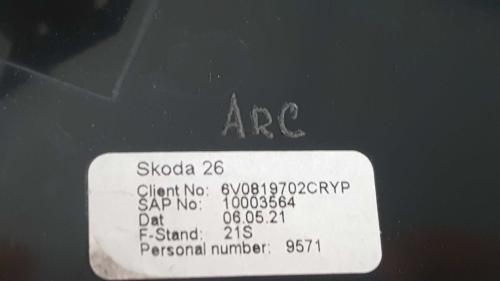 ARC
Skoda 26
Client No: 6V0819702CRYP
SAP No: 10003564
Dat 06.05.21
F-Stand: 21S
Personal number: 9571